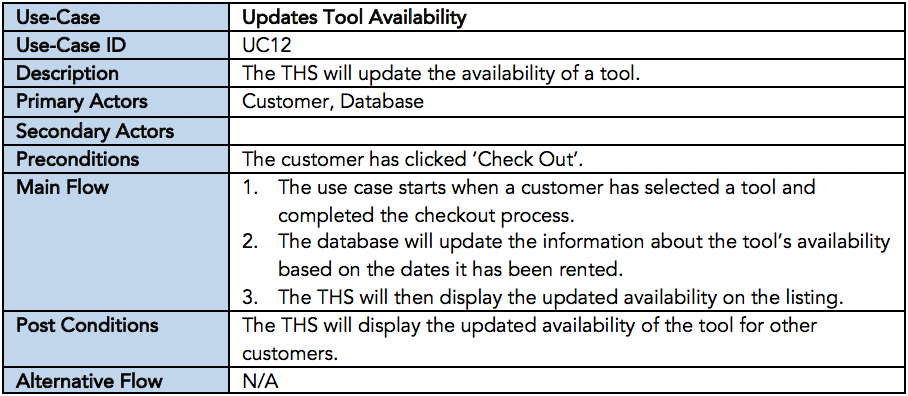 Use-Case Updates Tool Availability
Use-Case ID UC12
Description The THS will update the availability of a tool.
Primary Actors Customer, Database
Secondary Actors
Preconditions The customer has clicked ‘Check Out’.
Main Flow 1. The use case starts when a customer has selected a tool and
completed the checkout process.
2. The database will update the information about the tool’s availability
based on the dates it has been rented.
3. The THS will then display the updated availability on the listing.
Post Conditions The THS will display the updated availability of the tool for other
customers.
Alternative Flow N/A